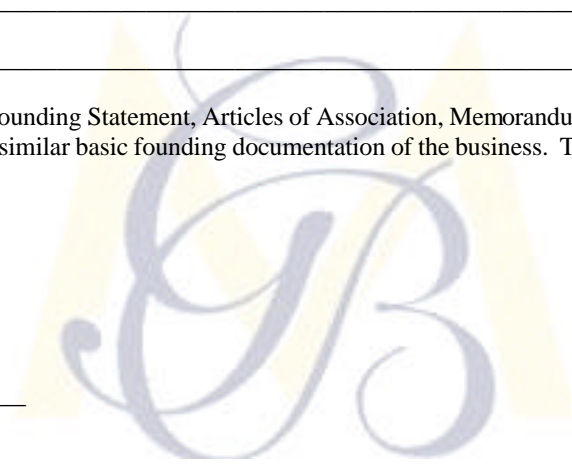 ounding Statement, Articles of Association, Memorandu
similar basic founding documentation of the business. T